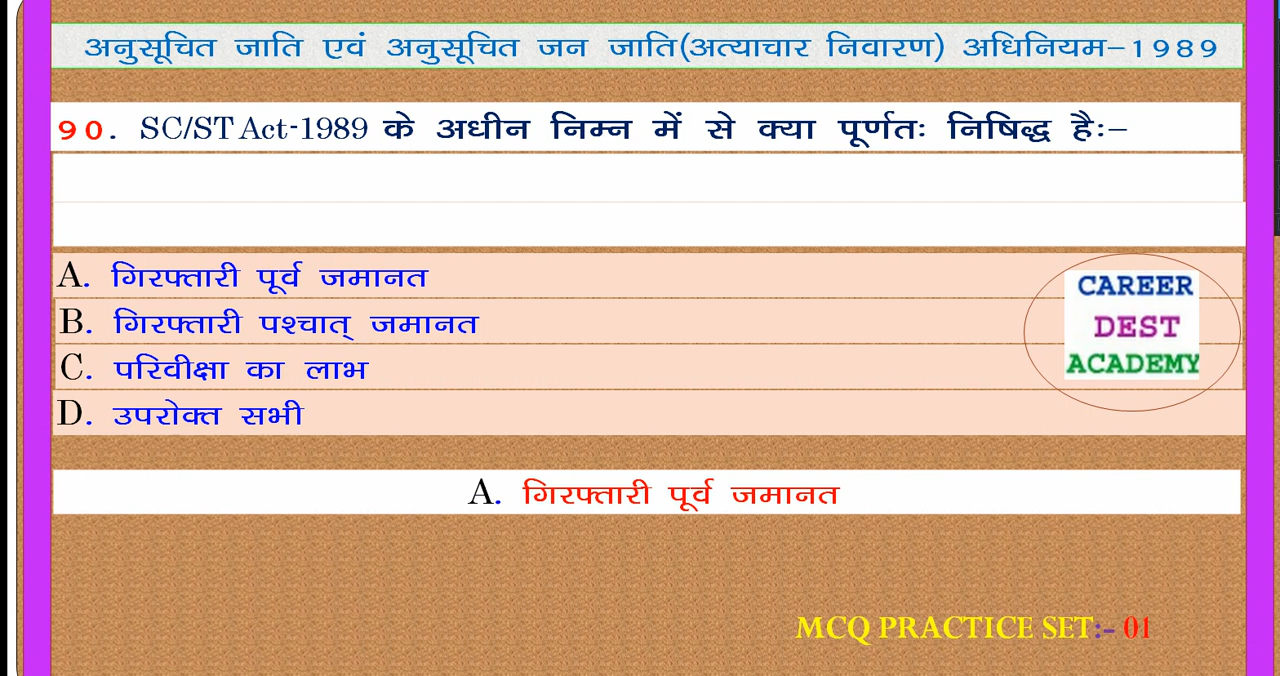 अनुसूचित जाति एवं अनुसूचित जन जाति(अत्याचार निवारण) अधिनियम–1989
90. SC/ST Act-1989 के अधीन निम्न में से क्या पूर्णतः निषिद्ध हैः–
A. गिरफ्तारी पूर्व जमानत
B. गिरफ्तारी पश्चात् जमानत
C. परिवीक्षा का लाभ
D. उपरोक्त सभी
CAREER
DEST
ACADEMY
A. गिरफ्तारी पूर्व जमानत
MCQ PRACTICE SET:- 01